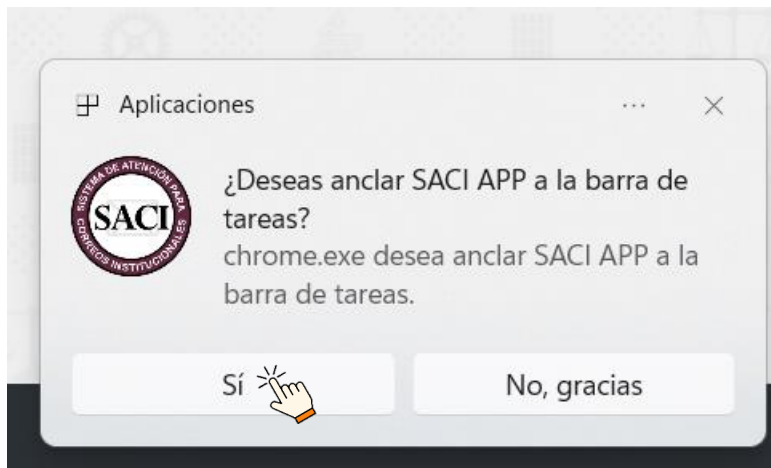 Aplicaciones
SISTEMA DE ATENCIÓN PARA
SACI
CORREOS INSTITUCIONALES
¿Deseas anclar SACI APP a la barra de
tareas?
chrome.exe desea anclar SACI APP a la
barra de tareas.
Sí
No, gracias